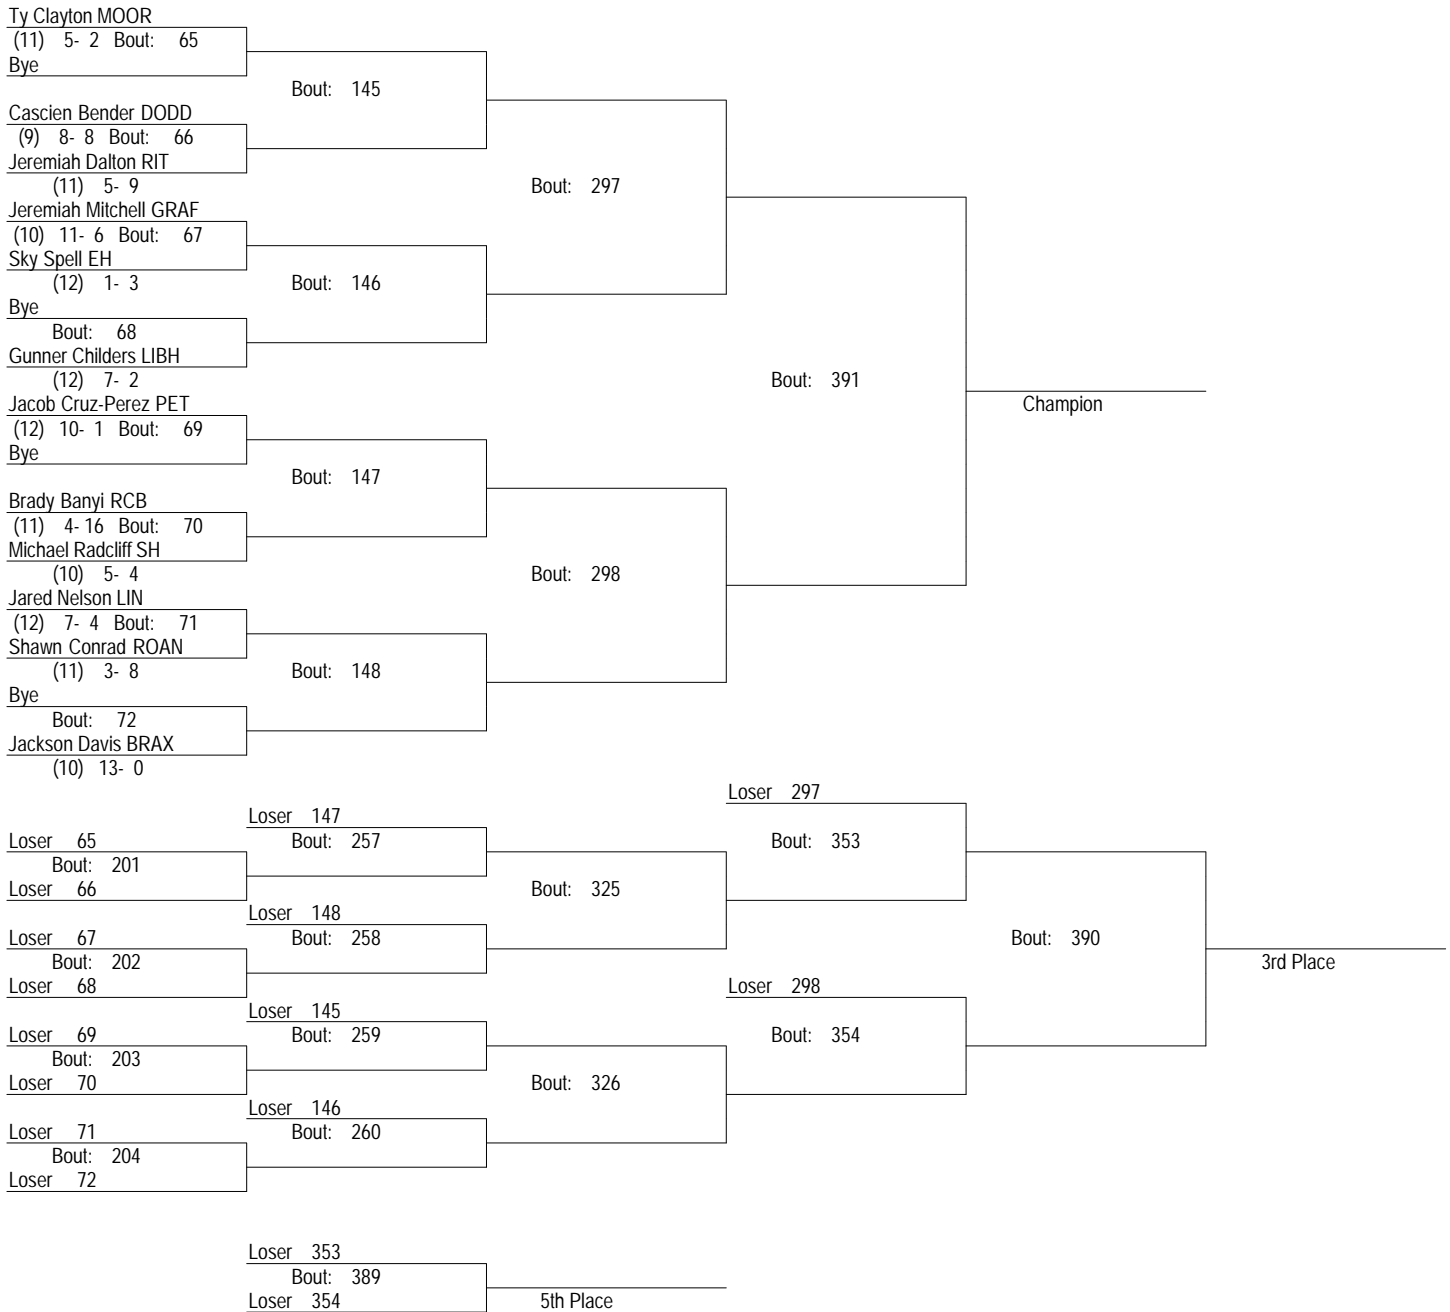 Ty Clayton MOOR
(11) 5- 2 Bout: 65
Bye
Bout: 145
Cascien Bender DODD
(9) 8- 8 Bout: 66
Jeremiah Dalton RIT
(11) 5- 9
Bout: 297
Jeremiah Mitchell GRAF
(10) 11- 6 Bout: 67
Sky Spell EH
(12) 1- 3
Bout: 146
Bye
Bout: 68
Gunner Childers LIBH
(12) 7- 2
Bout: 391
Jacob Cruz-Perez PET
Champion
(12) 10- 1 Bout: 69
Bye
Bout: 147
Brady Banyi RCB
(11) 4- 16 Bout: 70
Michael Radcliff SH
(10) 5- 4
Bout: 298
Jared Nelson LIN
(12) 7- 4 Bout: 71
Shawn Conrad ROAN
(11) 3- 8
Bout: 148
Bye
Bout: 72
Jackson Davis BRAX
(10) 13- 0
Loser 297
Loser 147
Loser 65
Bout: 257
Bout: 353
Bout: 201
Loser 66
Bout: 325
Loser 148
Loser 67
Bout: 258
Bout: 390
Bout: 202
3rd Place
Loser 68
Loser 298
Loser 145
Loser 69
Bout: 259
Bout: 354
Bout: 203
Loser 70
Bout: 326
Loser 146
Loser 71
Bout: 260
Bout: 204
Loser 72
Loser 353
Bout: 389
Loser 354
5th Place